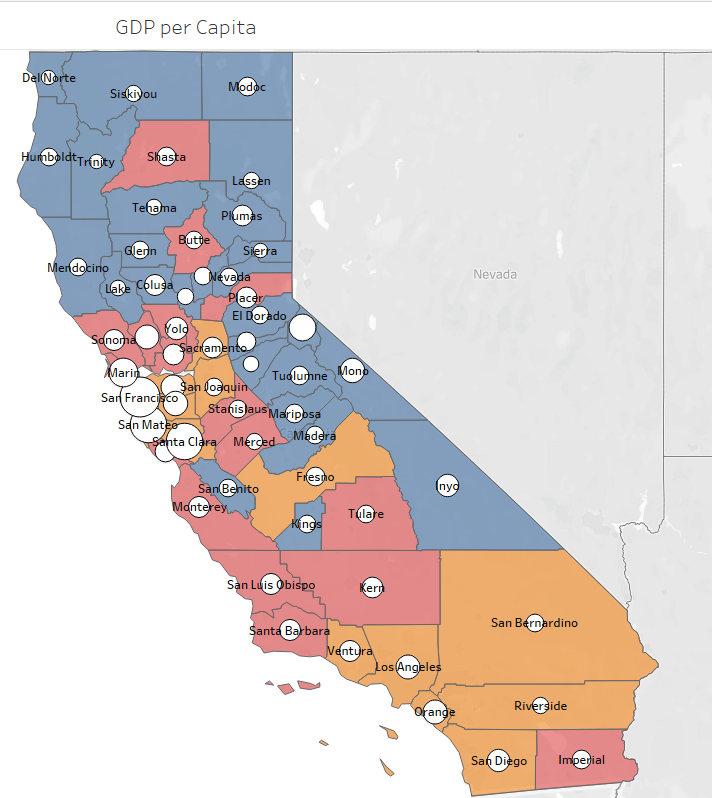 GDP per Capita
Del Norte
Siskiyou
Modoc
Humboldt
Trinity
Shasta
Lassen
Tehama
Plumas
Butte
Glenn
Sierra
Mendocino
Nevada
Lake
Colusa
Placer
Nevada
El Dorado
Yolo
Sonoma
Sacramento
Marin
Tuolumne
Mono
San Joaquin
San Francisco
Stanislaus
Mariposa
San Mateo
Madera
Santa Clara
Merced
Fresno
San Benito
Inyo
Monterey
Tulare
Kings
San Luis Obispo
Kern
San Bernardino
Santa Barbara
Ventura
Los Angeles
Riverside
Orange
San Diego
Imperial